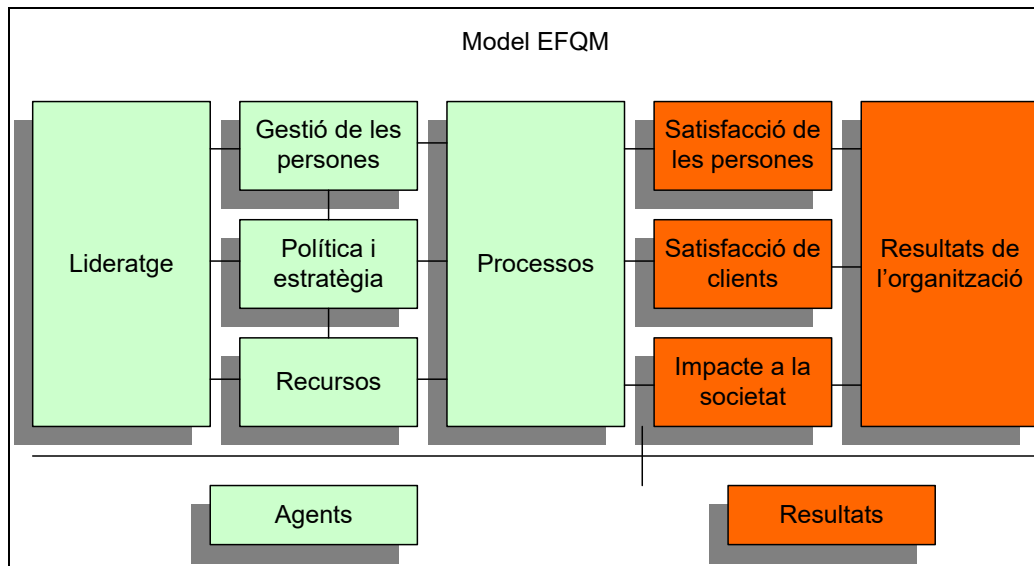 Model EFQM
Lideratge
Gestió de les
persones
Política i
estratègia
Recursos
Processos
Satisfacció de
les persones
Satisfacció de
clients
Impacte a la
societat
Resultats de
l’organització
Agents
Resultats